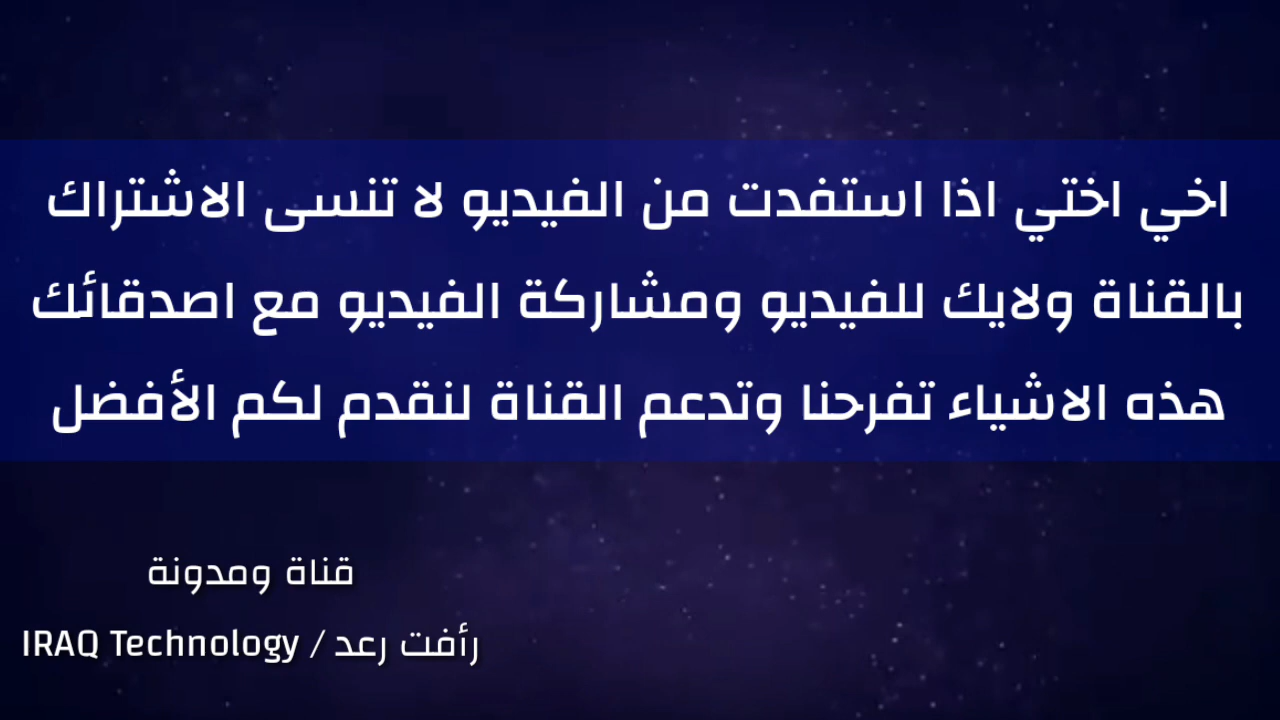 اخي اختي اذا استفدت من الفيديو لا تنسى الاشتراك
بالقناة ولايك للفيديو ومشاركة الفيديو مع اصدقائك
هذه الاشياء تفرحنا وتدعم القناة لنقدم لكم الأفضل
قناة ومدونة
رأفت رعد / IRAQ Technology